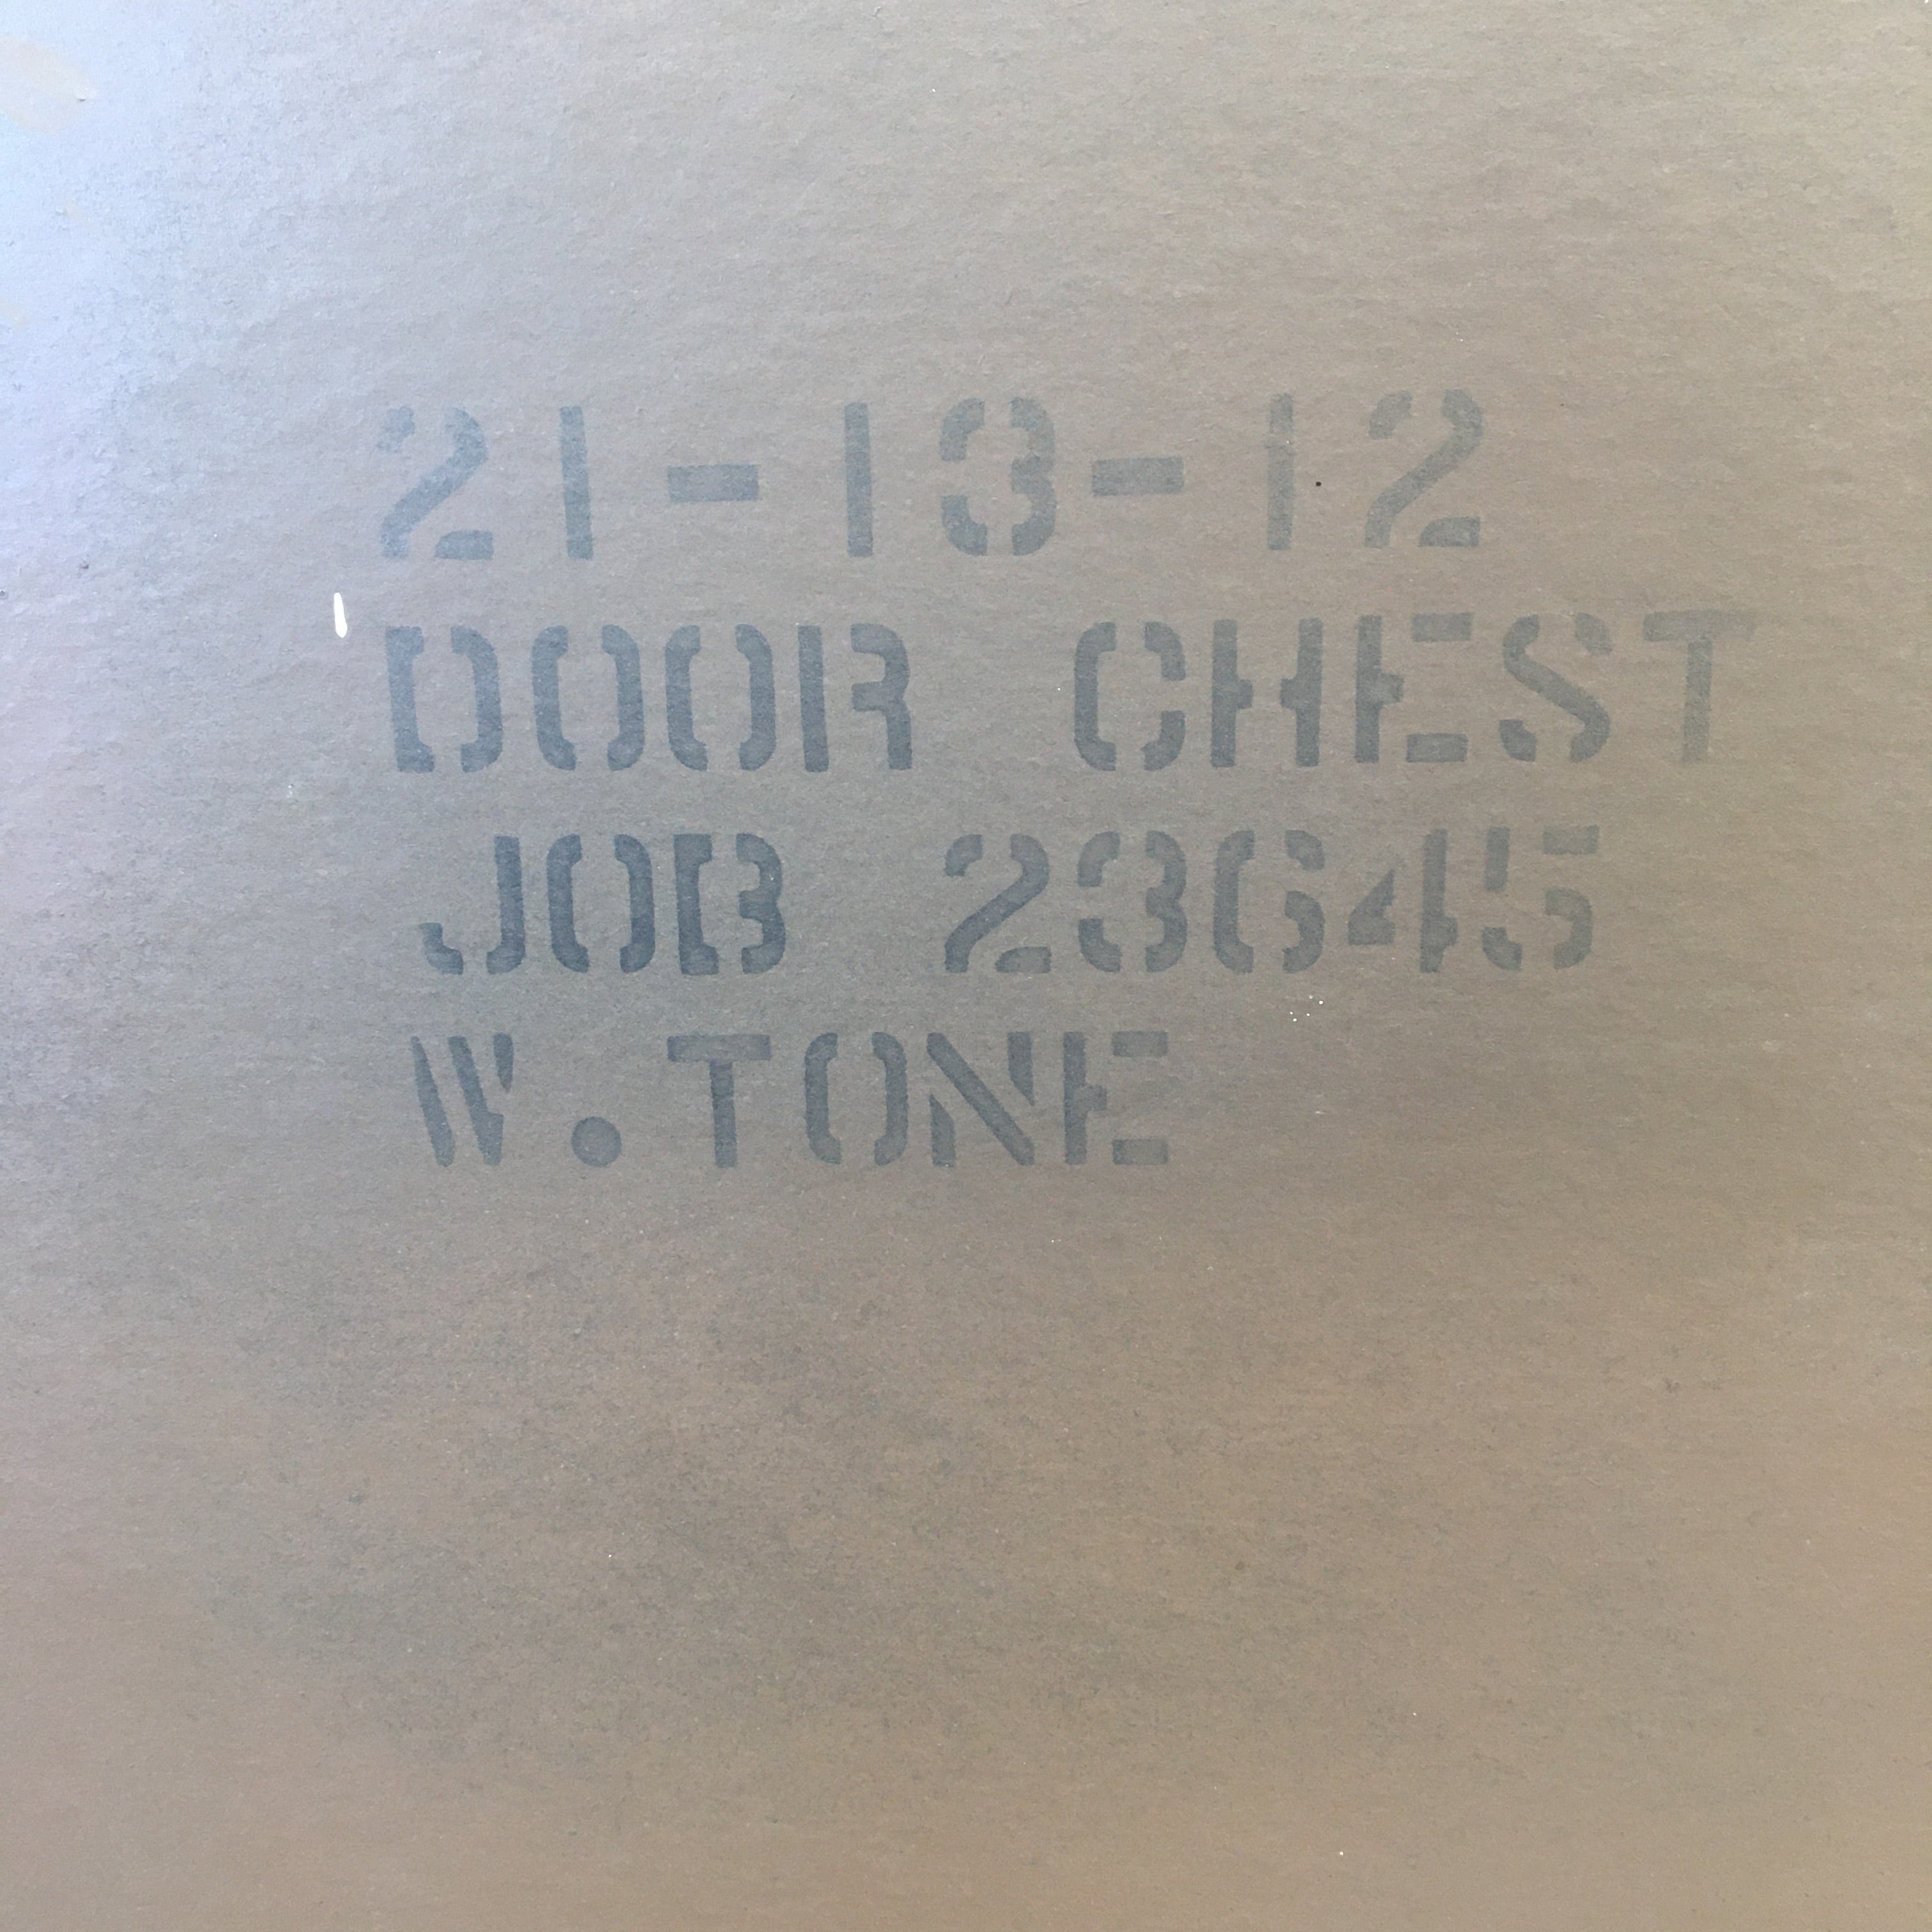 21-13-12
DOOR CHEST
JOB 23645
W.TONE